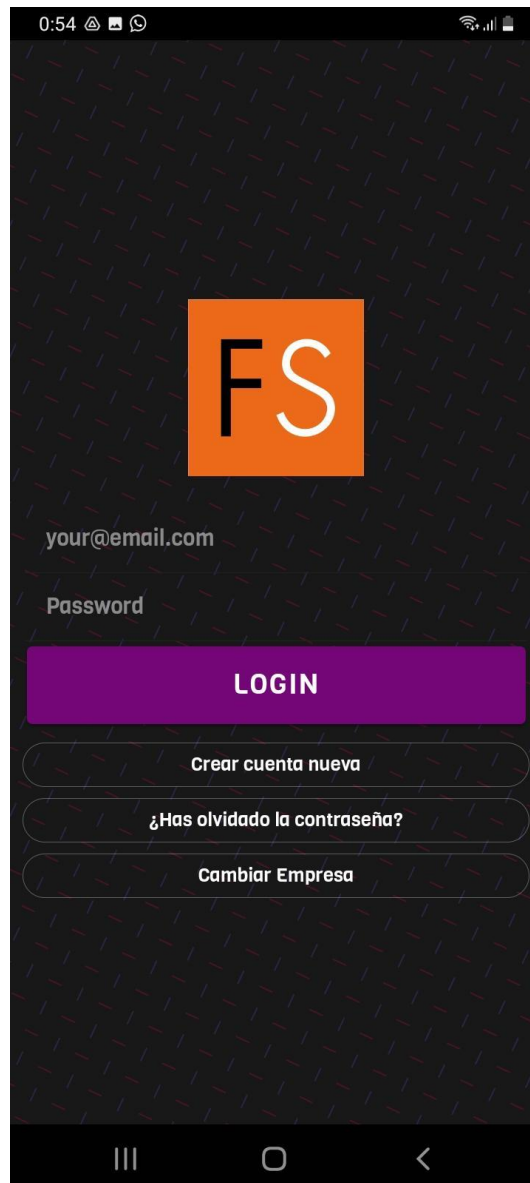 0:54
FS
your@email.com
Password
LOGIN
Crear cuenta nueva
¿Has olvidado la contraseña?
Cambiar Empresa